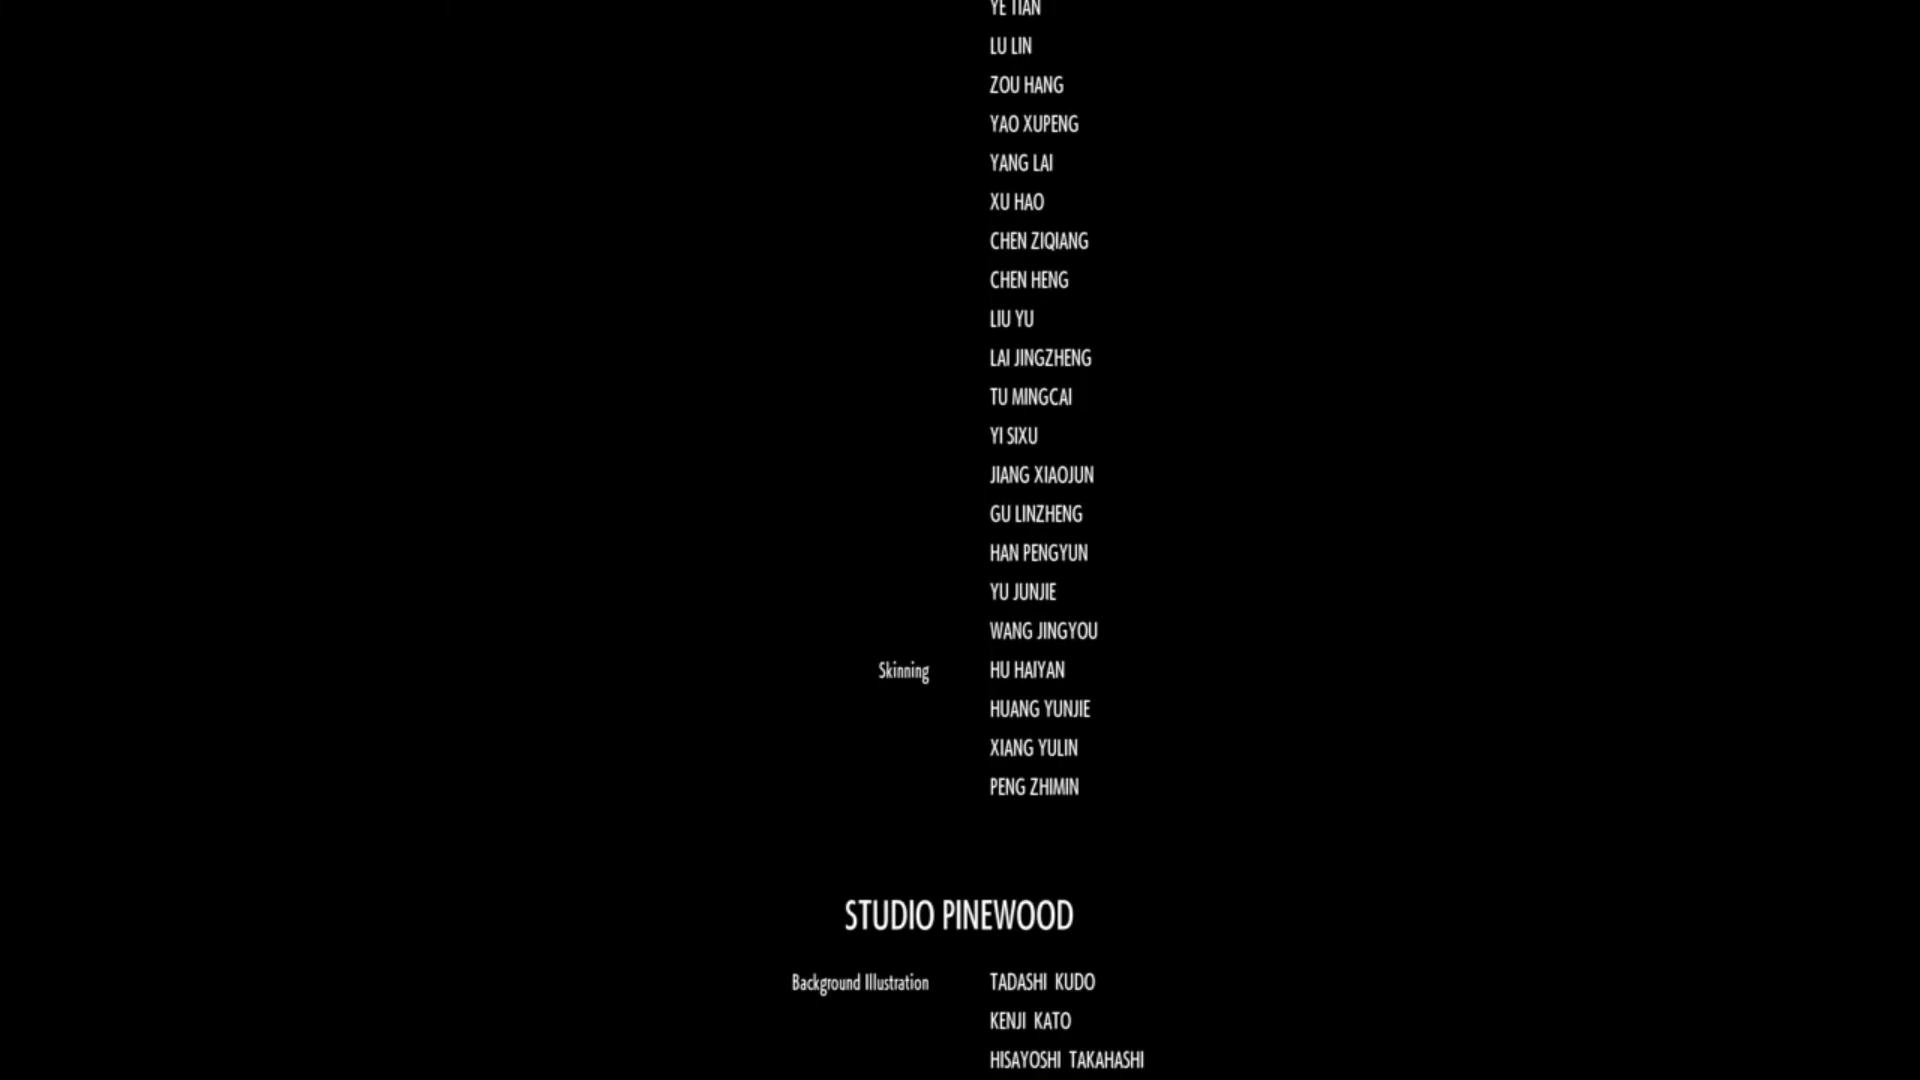 YE TIAN
LU LIN
ZOU HANG
YAO XUPENG
YANG LAI
XU HAO
CHEN ZIQIANG
CHEN HENG
LIU YU
LAI JINGZHENG
TU MINGCAI
YI SIXU
JIANG XIAOJUN
GU LINZHENG
HAN PENGYUN
YU JUNJIE
WANG JINGYOU
Skinning HU HAIYAN
HUANG YUNJIE
XIANG YULIN
PENG ZHIMIN
STUDIO PINEWOOD
Background Illustration TADASHI KUDO
KENJI KATO
HISAYOSHI TAKAHASHI